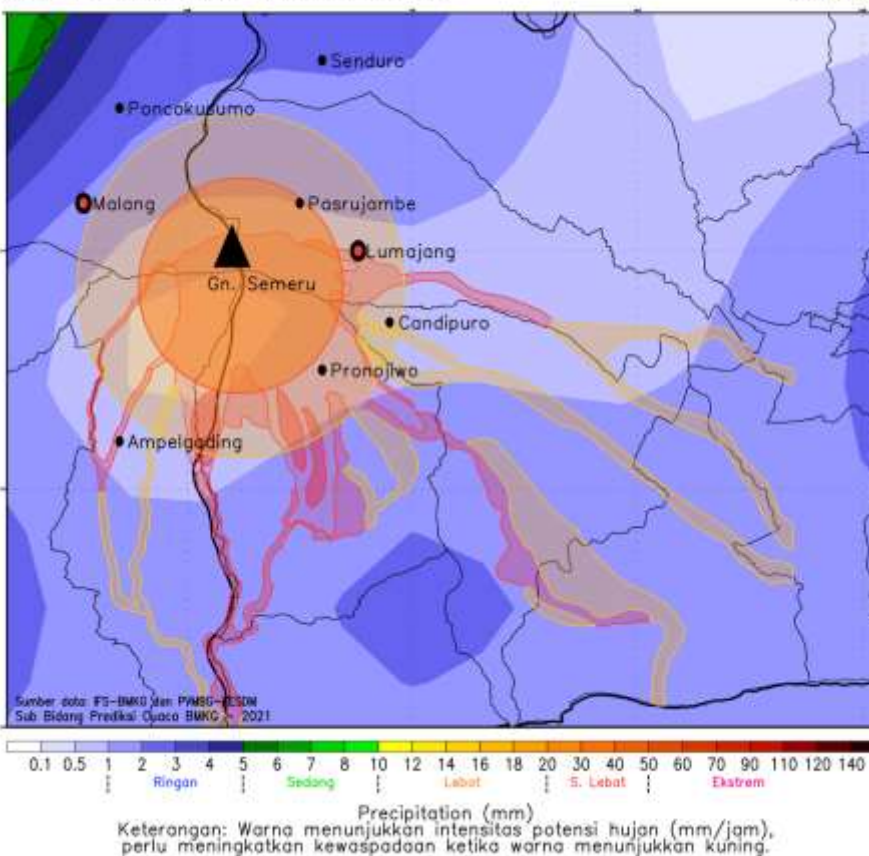 Senduro
Poncokusumo
Malang
Pasrujambe
Lumajang
Gn. Semeru
Candipuro
Pronojiwo
Ampelgading
Sumber data: IFS-BMKG dan PVMBG-KESDM
Sub Bidang Prediksi Cuaca BMKG - 2021
0.1 0.5 1 2 3 4 5 6 7 8 10 12 14 16 18 20 30 40 50 60 70 90 110 120 140
Ringan Sedang Lebat S. Lebat Ekstrem
Precipitation (mm)
Keterangan: Warna menunjukkan intensitas potensi hujan (mm/jam),
perlu meningkatkan kewaspadaan ketika warna menunjukkan kuning.